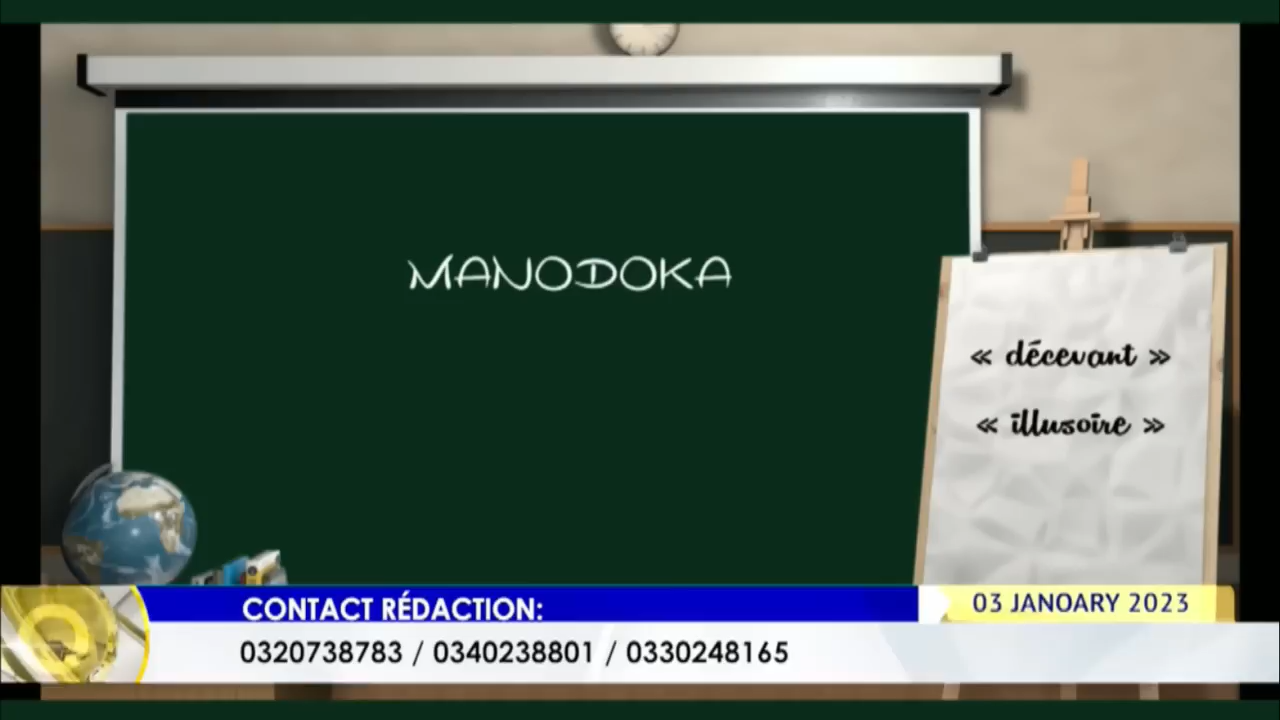 MANODOKA
« décevant »
« illusoire »
CONTACT RÉDACTION:
03 JANOARY 2023
0320738783 / 0340238801 / 0330248165